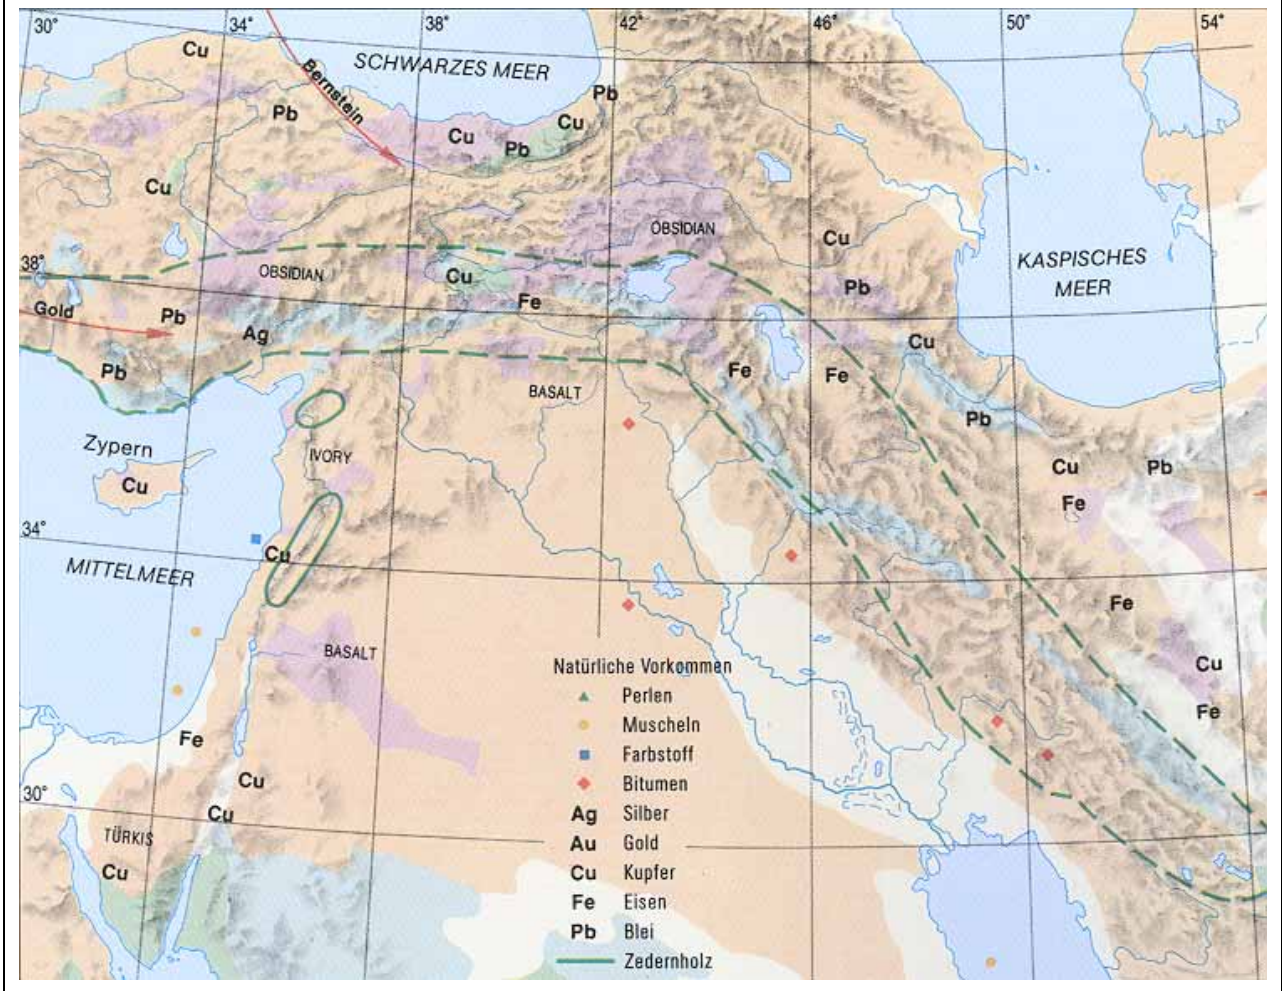 30°
34°
38°
42°
46°
50°
54°
Cu
SCHWARZES MEER
Bernstein
Pb
Pb
Cu
Cu
Pb
Cu
OBSIDIAN
Cu
KASPISCHES
MEER
38°
OBSIDIAN
Cu
Pb
Fe
Gold
Pb
Ag
Cu
Pb
Fe
Fe
BASALT
Pb
Zypern
IVORY
Cu
Pb
Cu
Fe
34°
Cu
MITTELMEER
Fe
BASALT
Cu
Fe
Fe
Cu
30°
Cu
TÜRKIS
Cu
Natürliche Vorkommen
Perlen
Muscheln
Farbstoff
Bitumen
Ag Silber
Au Gold
Cu Kupfer
Fe Eisen
Pb Blei
Zedernholz